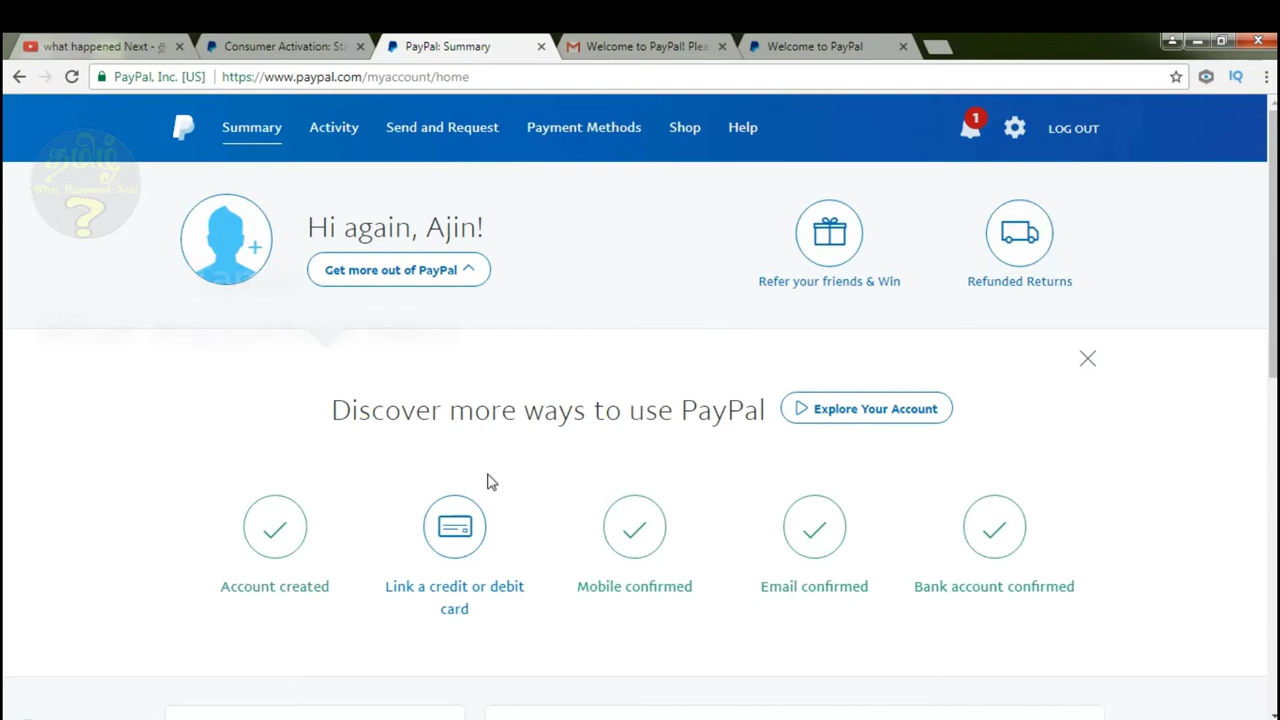 what happened Next - த
Consumer Activation: Sta
PayPal: Summary
Welcome to PayPal! Plea
Welcome to PayPal
PayPal, Inc. [US]
https://www.paypal.com/myaccount/home
IQ
Summary
Activity
Send and Request
Payment Methods
Shop
Help
1
LOG OUT
தமிழ்
What Happened Next
?
Hi again, Ajin!
Get more out of PayPal
Refer your friends & Win
Refunded Returns
Discover more ways to use PayPal
Explore Your Account
Account created
Link a credit or debit
card
Mobile confirmed
Email confirmed
Bank account confirmed